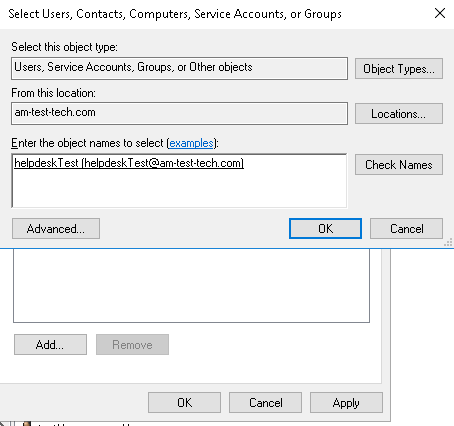 Select Users, Contacts, Computers, Service Accounts, or Groups
Select this object type:
Users, Service Accounts, Groups, or Other objects
Object Types...
From this location:
am-test-tech.com
Locations...
Enter the object names to select (examples):
helpdeskTest (helpdeskTest@am-test-tech.com)
Check Names
Advanced...
OK
Cancel
Add...
Remove
OK
Cancel
Apply